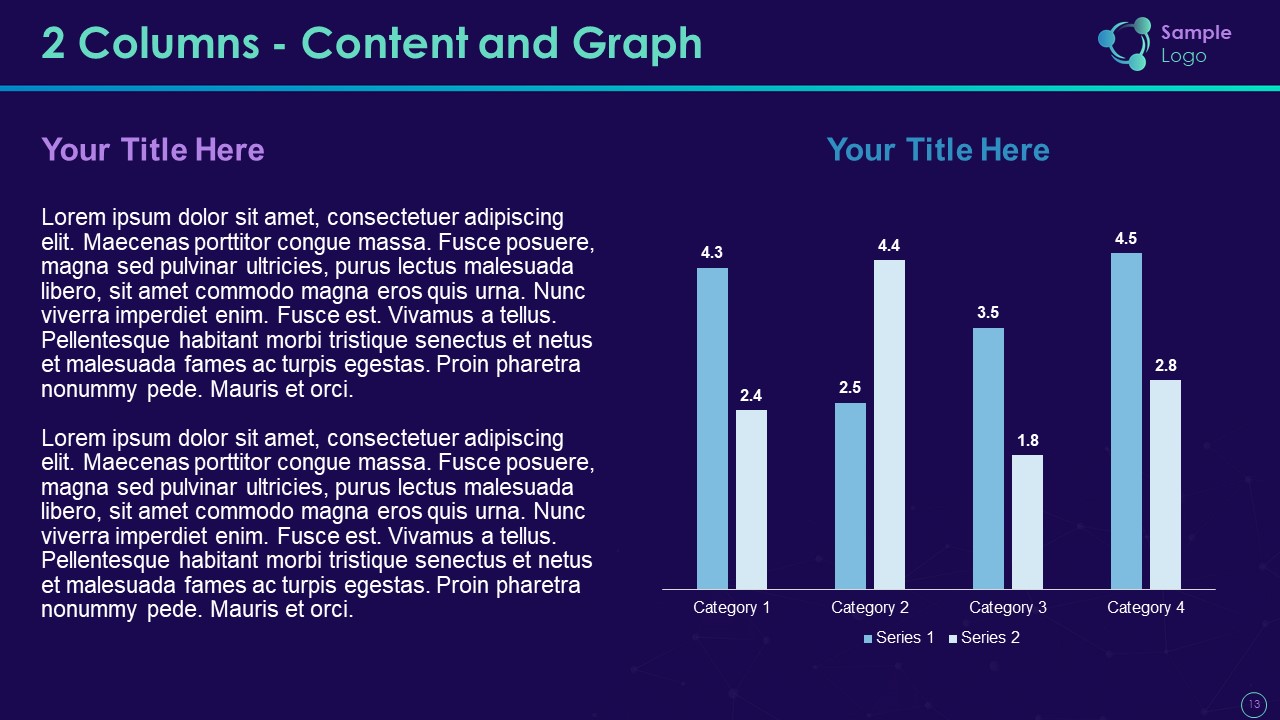 2 Columns - Content and Graph
Sample
Logo
Your Title Here
Lorem ipsum dolor sit amet, consectetuer adipiscing
elit. Maecenas porttitor congue massa. Fusce posuere,
magna sed pulvinar ultricies, purus lectus malesuada
libero, sit amet commodo magna eros quis urna. Nunc
viverra imperdiet enim. Fusce est. Vivamus a tellus.
Pellentesque habitant morbi tristique senectus et netus
et malesuada fames ac turpis egestas. Proin pharetra
nonummy pede. Mauris et orci.
Lorem ipsum dolor sit amet, consectetuer adipiscing
elit. Maecenas porttitor congue massa. Fusce posuere,
magna sed pulvinar ultricies, purus lectus malesuada
libero, sit amet commodo magna eros quis urna. Nunc
viverra imperdiet enim. Fusce est. Vivamus a tellus.
Pellentesque habitant morbi tristique senectus et netus
et malesuada fames ac turpis egestas. Proin pharetra
nonummy pede. Mauris et orci.
Your Title Here
4.3 2.4 2.5 4.4 3.5 1.8 4.5 2.8
Category 1 Category 2 Category 3 Category 4
Series 1 Series 2
13